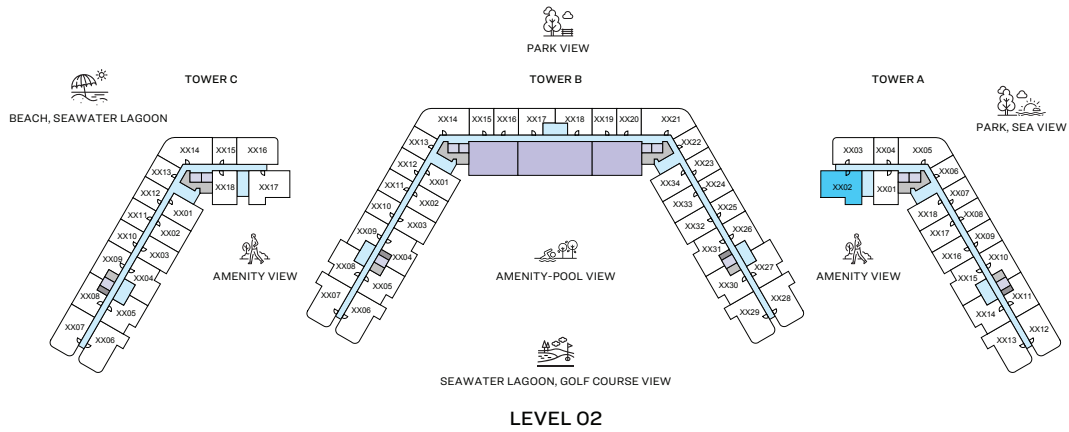 PARK VIEW
TOWER C
TOWER B
TOWER A
BEACH, SEAWATER LAGOON
PARK, SEA VIEW
XX14
XX15
XX16
XX13
XX12
XX11
XX10
XX09
XX08
XX07
XX06
XX05
XX04
XX03
XX02
XX01
XX18
XX17
AMENITY VIEW
XX14
XX15
XX16
XX17
XX18
XX19
XX20
XX21
XX13
XX12
XX11
XX10
XX09
XX08
XX07
XX06
XX05
XX04
XX03
XX02
XX01
XX22
XX23
XX24
XX25
XX26
XX27
XX28
XX29
XX30
XX31
XX32
XX33
XX34
AMENITY-POOL VIEW
XX03
XX04
XX05
XX02
XX01
XX06
XX07
XX08
XX09
XX10
XX11
XX12
XX13
XX14
XX15
XX16
XX17
XX18
AMENITY VIEW
SEAWATER LAGOON, GOLF COURSE VIEW
LEVEL 02